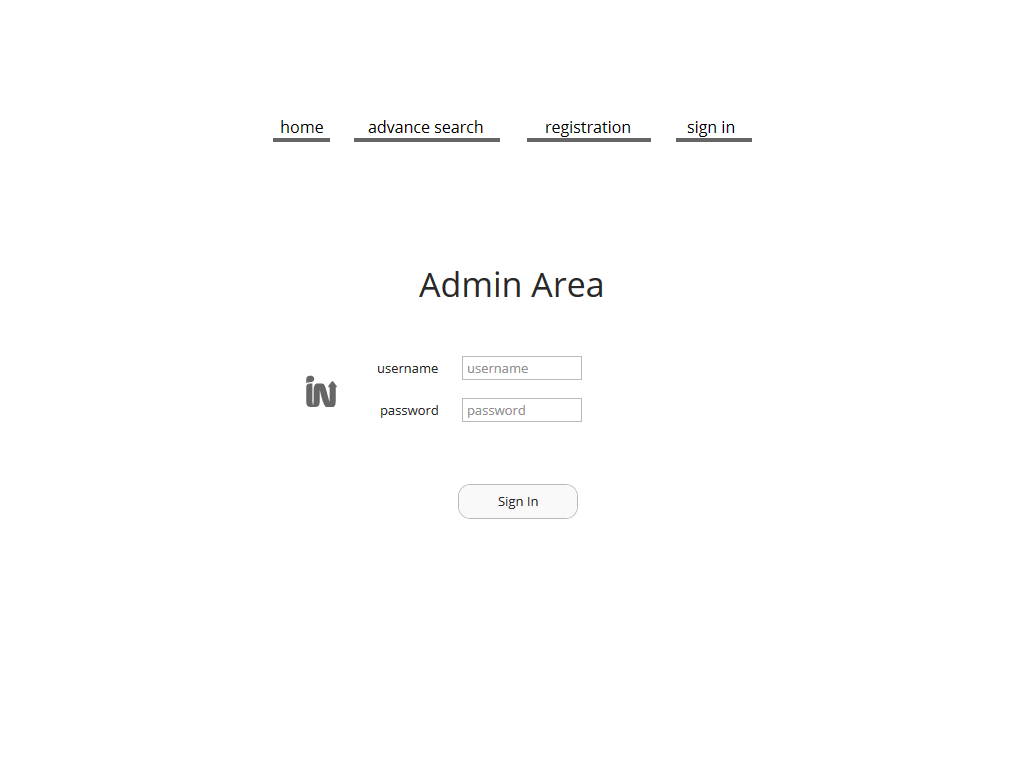 home advance search registration sign in
Admin Area
username username
in
password password
Sign In